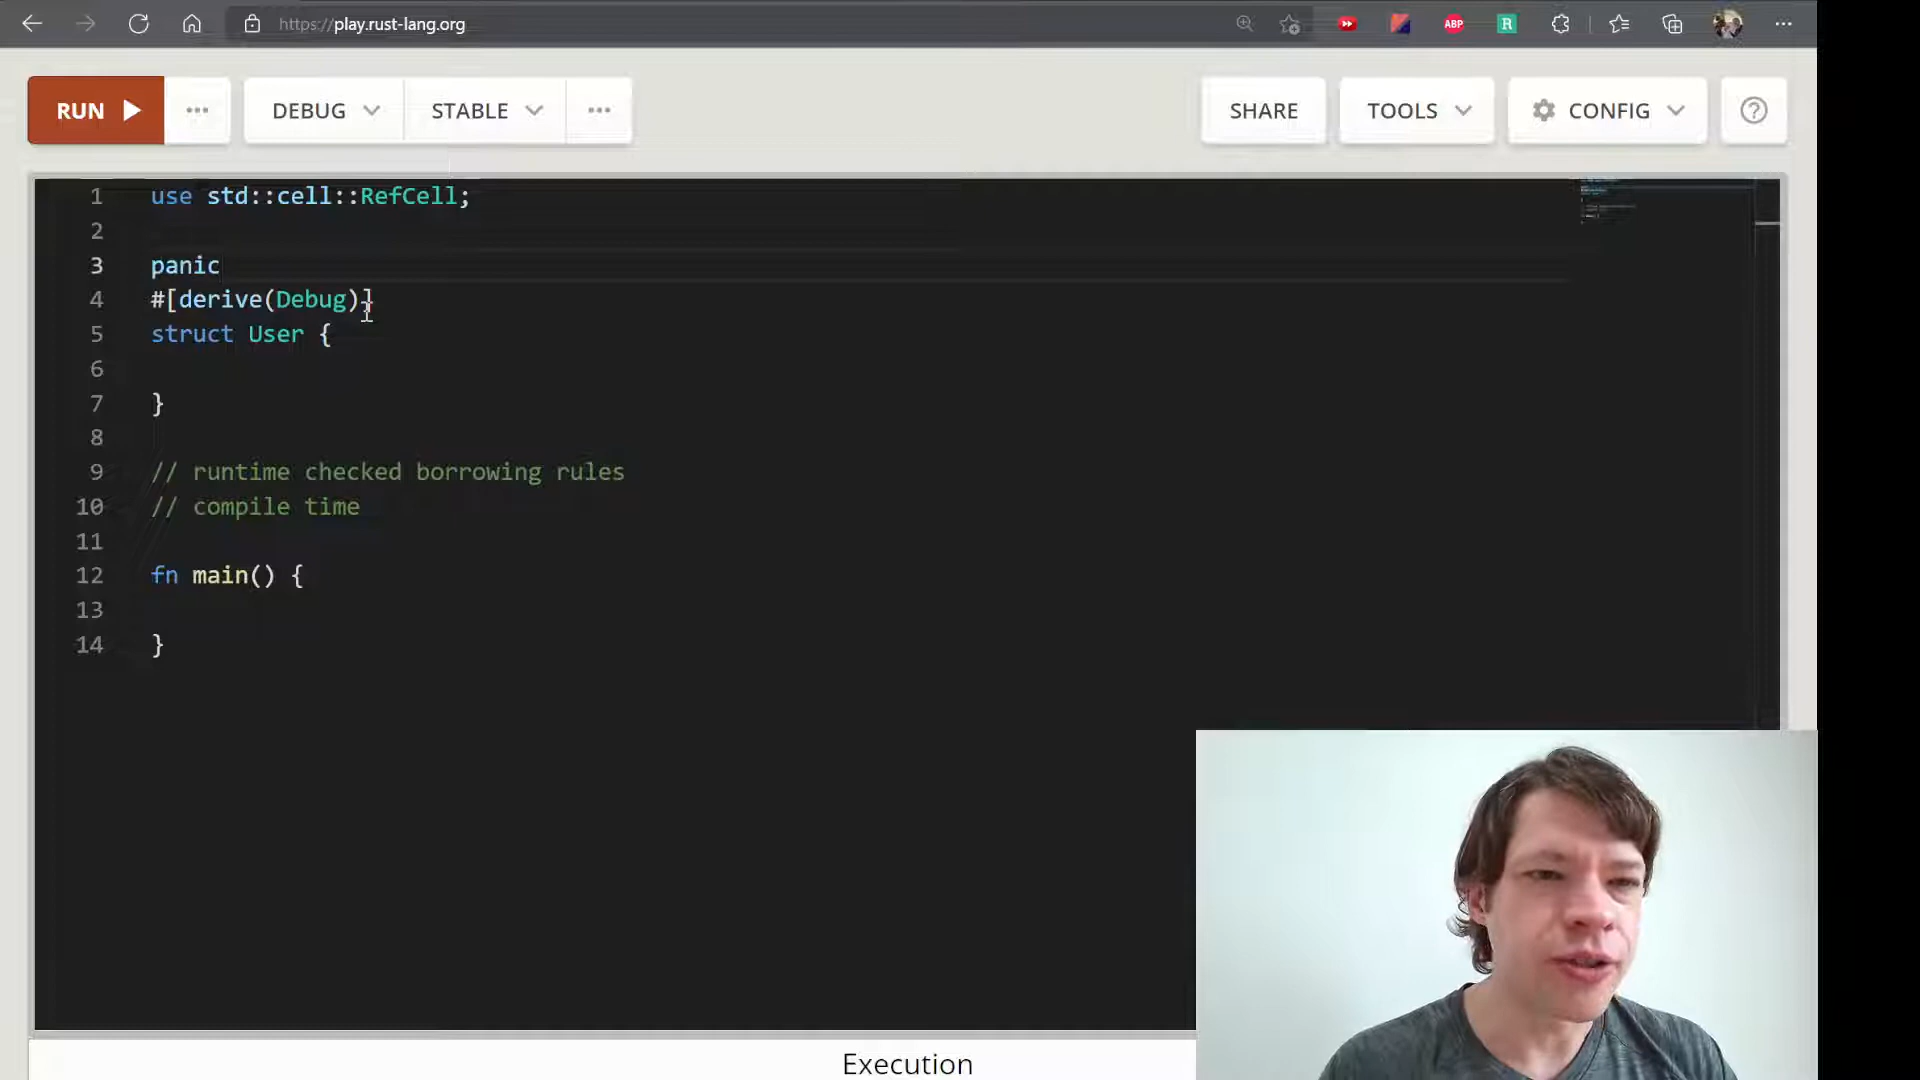 https://play.rust-lang.org
ABP
R
RUN
DEBUG
STABLE
SHARE
TOOLS
CONFIG
1 use std::cell::RefCell;
2
3 panic
4 #[derive(Debug)]
5 struct User {
6
7 }
8
9 // runtime checked borrowing rules
10 // compile time
11
12 fn main() {
13
14 }
Execution